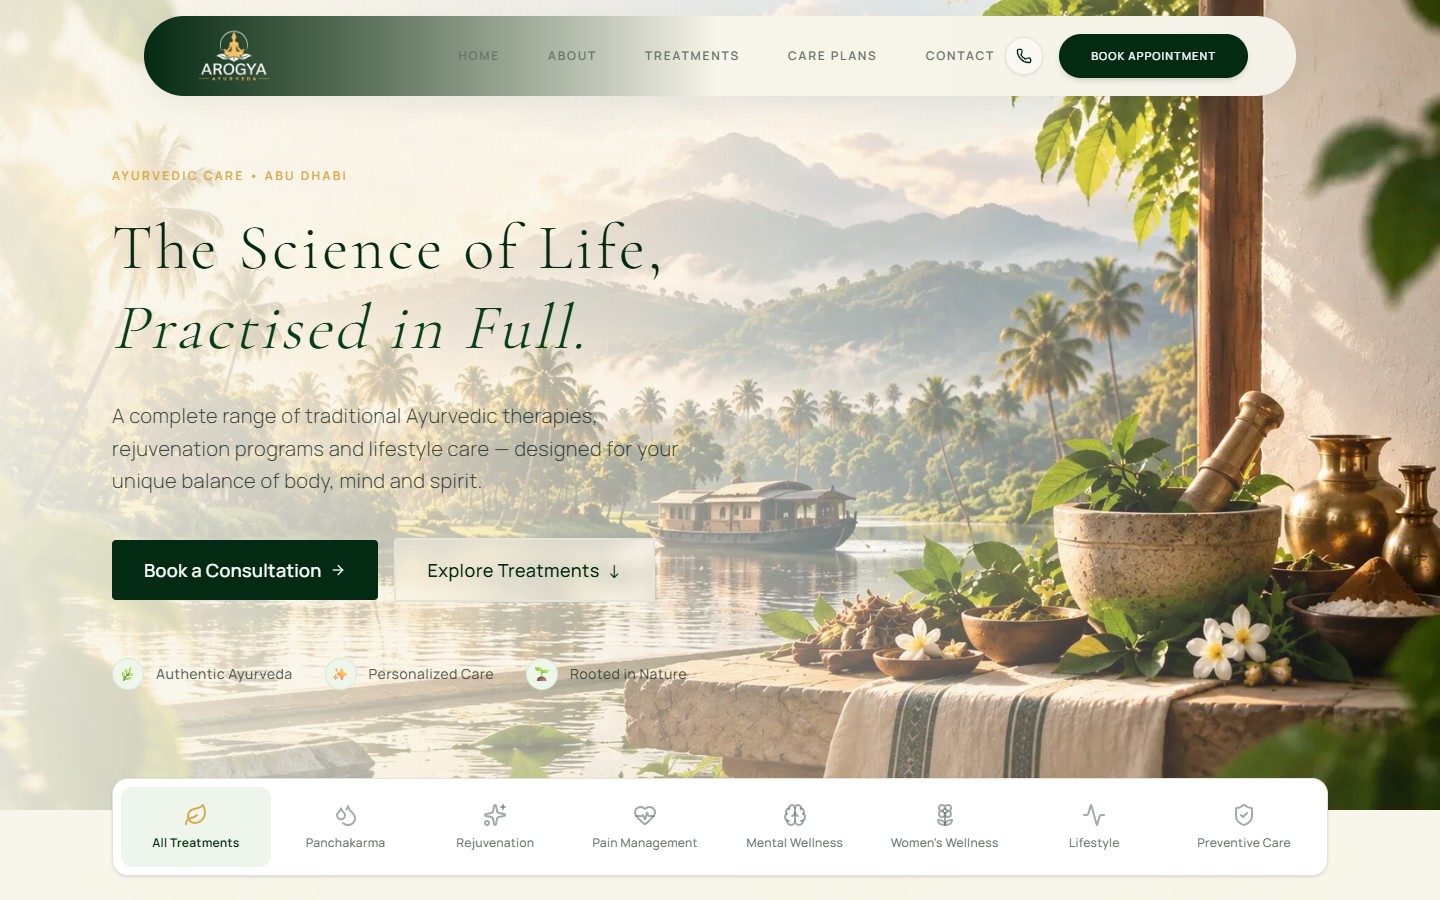 AROGYA
AYURVEDA
HOME
ABOUT
TREATMENTS
CARE PLANS
CONTACT
BOOK APPOINTMENT
AYURVEDIC CARE • ABU DHABI
The Science of Life,
Practised in Full.
A complete range of traditional Ayurvedic therapies,
rejuvenation programs and lifestyle care — designed for your
unique balance of body, mind and spirit.
Book a Consultation →
Explore Treatments ↓
Authentic Ayurveda
Personalized Care
Rooted in Nature
All Treatments
Panchakarma
Rejuvenation
Pain Management
Mental Wellness
Women's Wellness
Lifestyle
Preventive Care